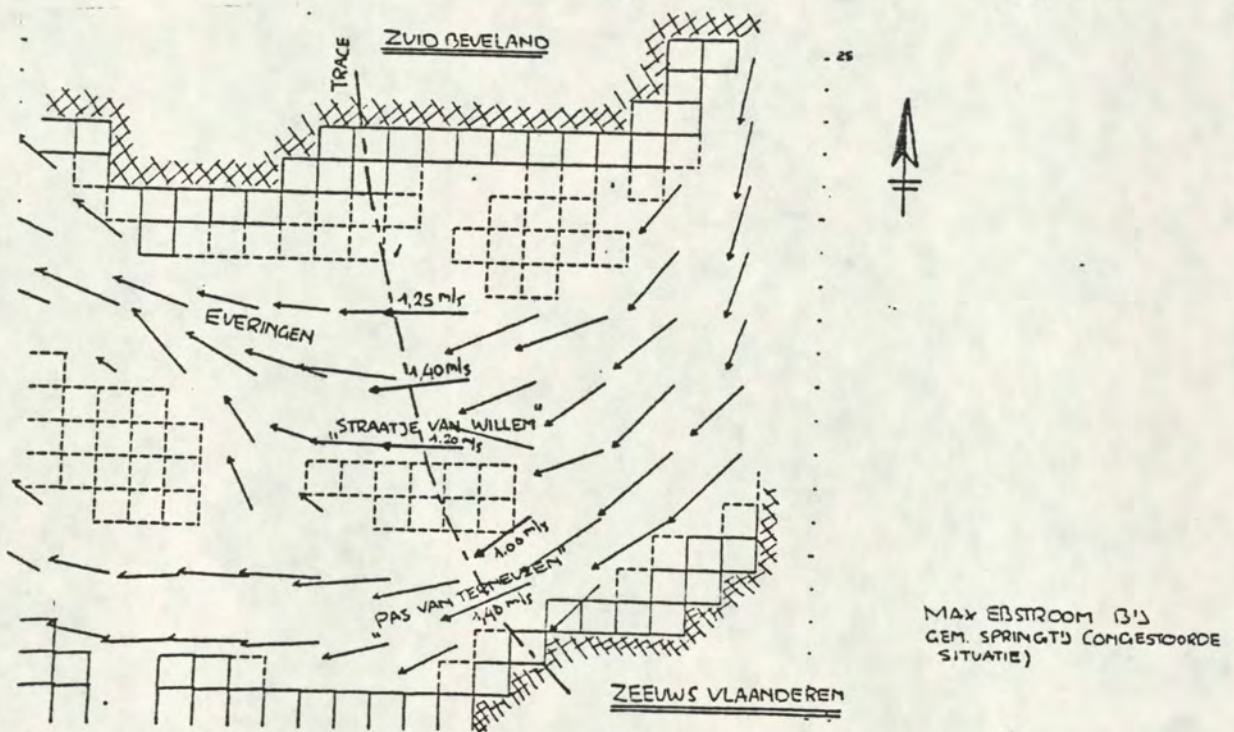 ZUID BEVELAND
TRACE
25
1,25 m/s
EVERINGEN
1,40 m/s
"STRAATJE VAN WILLEM"
1.20 m/s
1.00 m/s
"PAS VAN TERNEUZEN"
1,40 m/s
MAX EBSTROOM BIJ
GEM. SPRINGTIJ (ONGESTOORDE
SITUATIE)
ZEEUWS VLAANDEREN